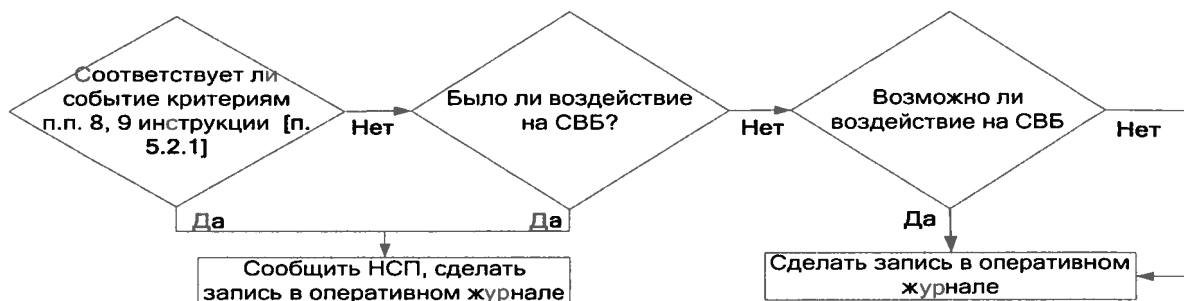 Соответствует ли
событие критериям
п.п. 8, 9 инструкции [п.
5.2.1]
Нет
Было ли воздействие
на СВБ?
Нет
Возможно ли
воздействие на СВБ
Нет
Да
Да
Да
Сообщить НСП, сделать
запись в оперативном журнале
Сделать запись в оперативном
журнале